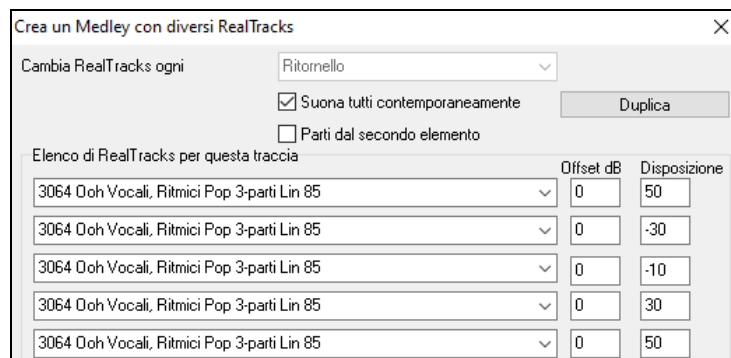 Crea un Medley con diversi RealTracks
Cambia RealTracks ogni Ritornello
Suona tutti contemporaneamente Duplica
Parti dal secondo elemento
Elenco di RealTracks per questa traccia Offset dB Disposizione
3064 Ooh Vocali, Ritmici Pop 3-parti Lin 85 0 50
3064 Ooh Vocali, Ritmici Pop 3-parti Lin 85 0 -30
3064 Ooh Vocali, Ritmici Pop 3-parti Lin 85 0 -10
3064 Ooh Vocali, Ritmici Pop 3-parti Lin 85 0 30
3064 Ooh Vocali, Ritmici Pop 3-parti Lin 85 0 50